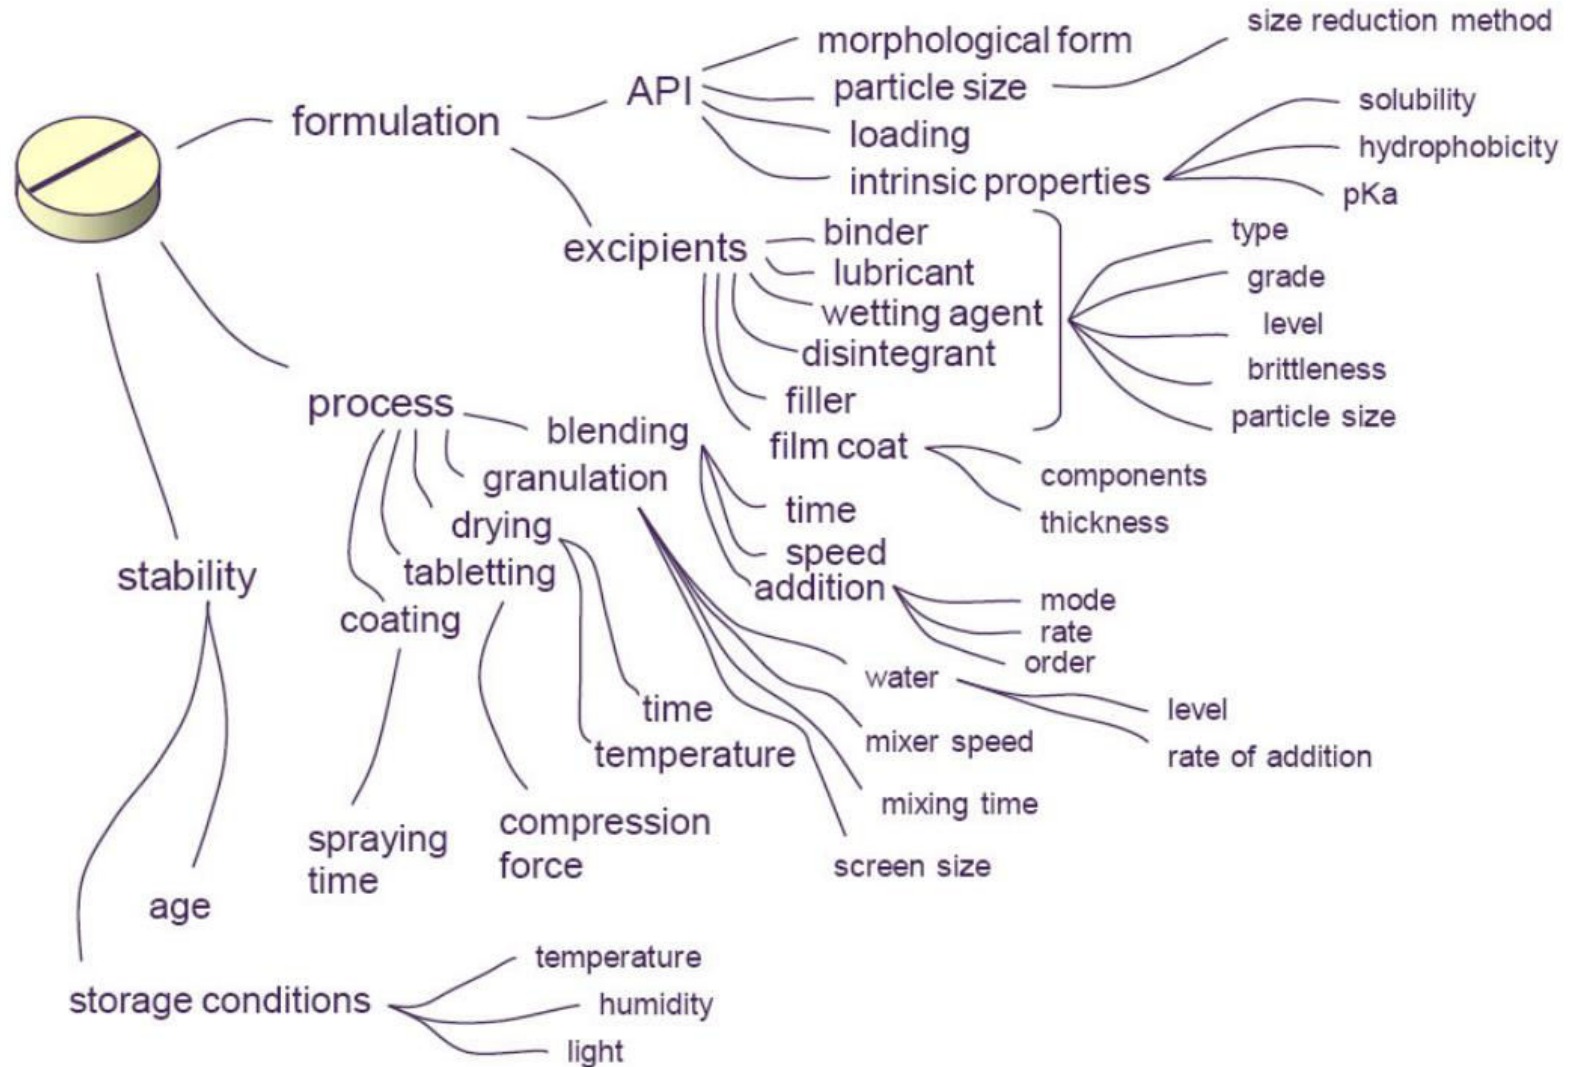 size reduction method
morphological form
API
particle size
solubility
formulation
loading
hydrophobicity
intrinsic properties
pKa
binder
type
excipients
lubricant
grade
wetting agent
level
disintegrant
brittleness
process
filler
particle size
blending
film coat
granulation
components
time
thickness
drying
speed
stability
tabletting
addition
mode
coating
rate
order
water
time
level
mixer speed
temperature
rate of addition
mixing time
spraying
time
compression
force
screen size
age
temperature
storage conditions
humidity
light